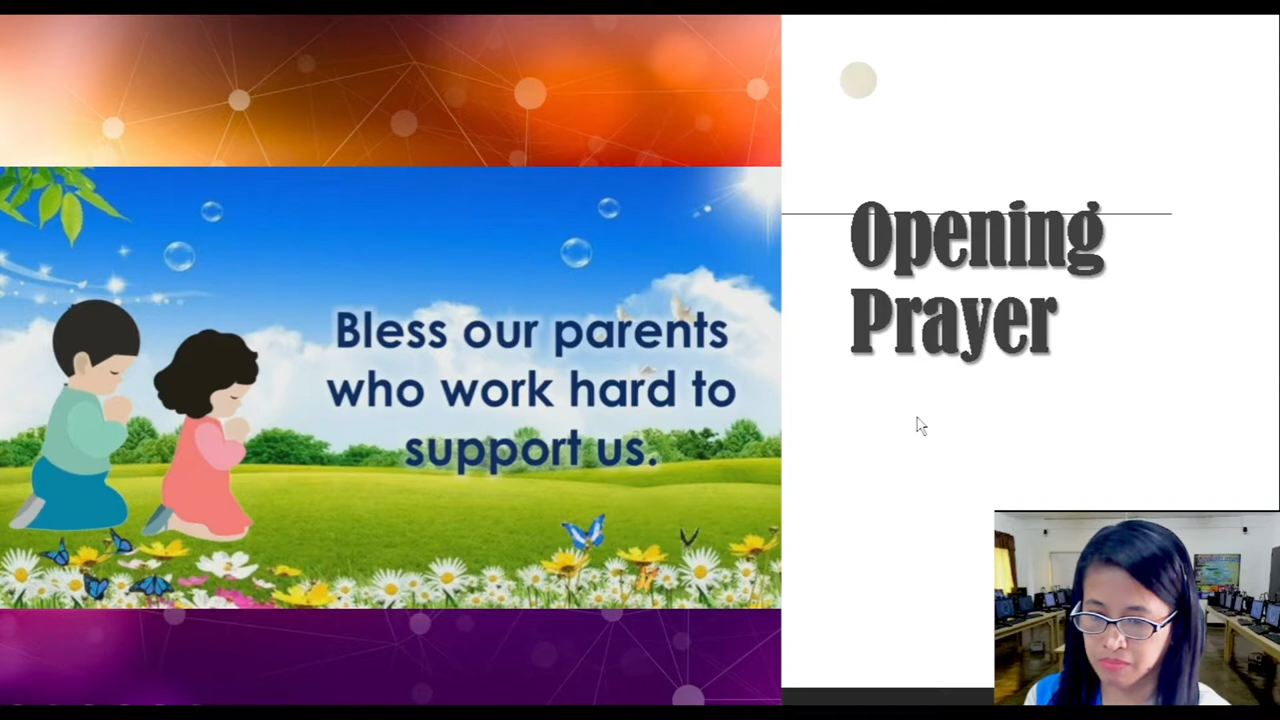 Bless our parents
who work hard to
support us.
Opening
Prayer